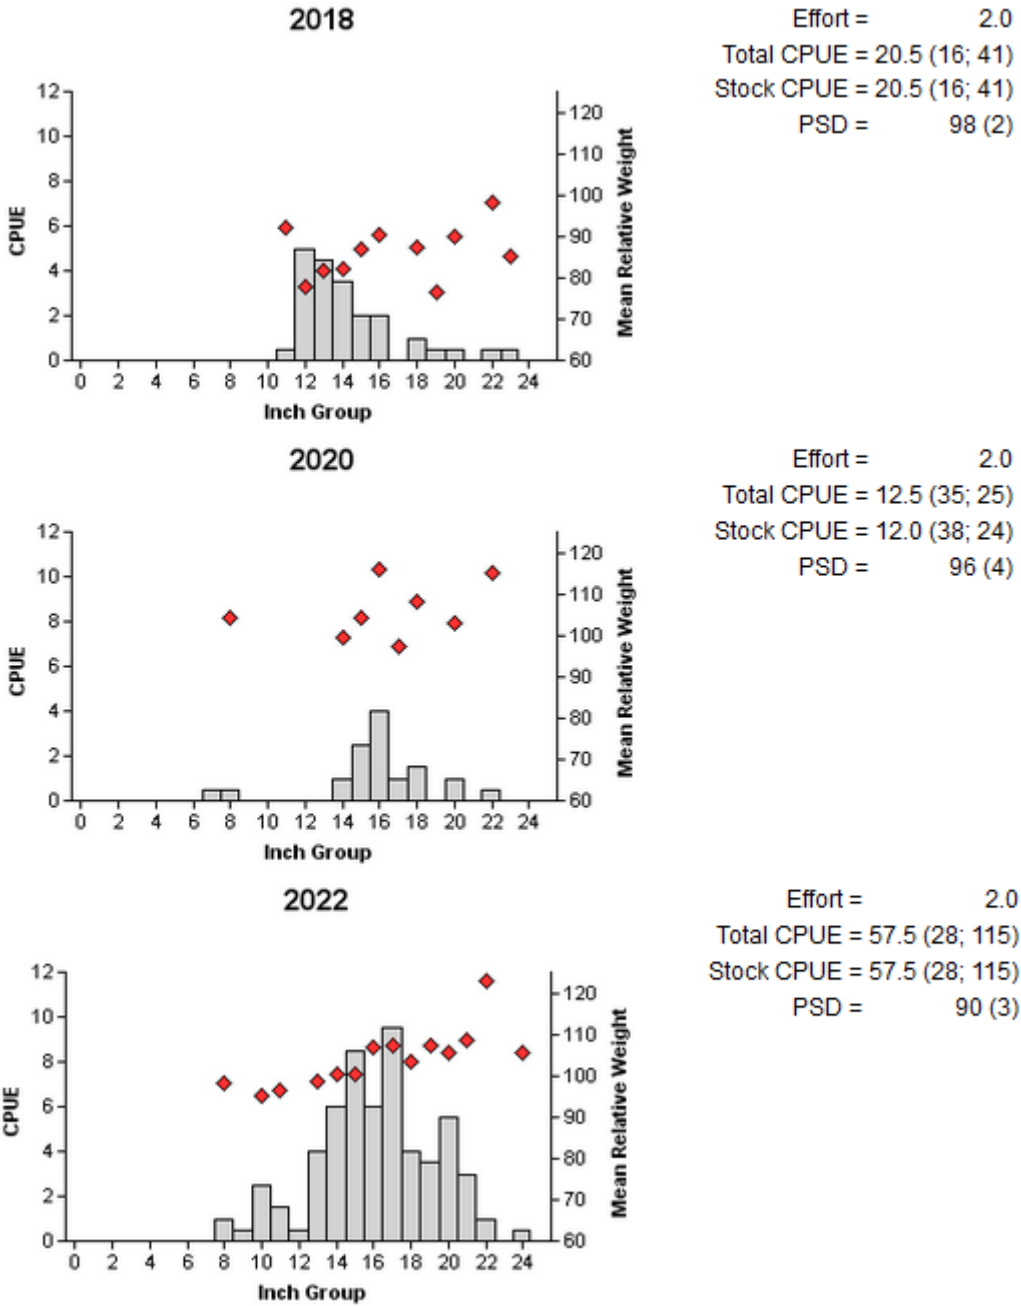 2018
Effort = 2.0
Total CPUE = 20.5 (16; 41)
Stock CPUE = 20.5 (16; 41)
PSD = 98 (2)
12
10
8
6
4
2
0
CPUE
120
110
100
90
80
70
60
Mean Relative Weight
0 2 4 6 8 10 12 14 16 18 20 22 24
Inch Group
2020
Effort = 2.0
Total CPUE = 12.5 (35; 25)
Stock CPUE = 12.0 (38; 24)
PSD = 96 (4)
12
10
8
6
4
2
0
CPUE
120
110
100
90
80
70
60
Mean Relative Weight
0 2 4 6 8 10 12 14 16 18 20 22 24
Inch Group
2022
Effort = 2.0
Total CPUE = 57.5 (28; 115)
Stock CPUE = 57.5 (28; 115)
PSD = 90 (3)
12
10
8
6
4
2
0
CPUE
120
110
100
90
80
70
60
Mean Relative Weight
0 2 4 6 8 10 12 14 16 18 20 22 24
Inch Group